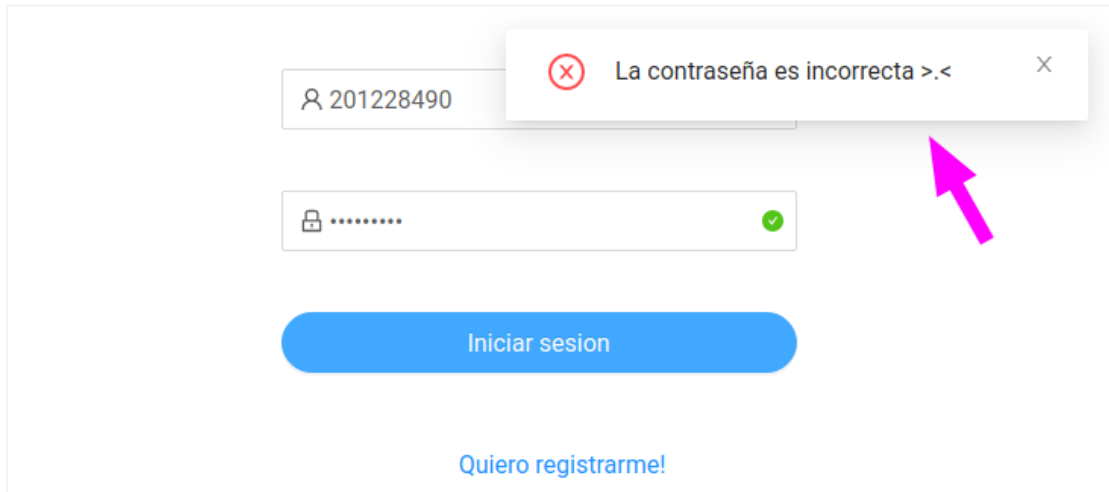 La contraseña es incorrecta >.<
201228490
•••••••••
Iniciar sesion
Quiero registrarme!